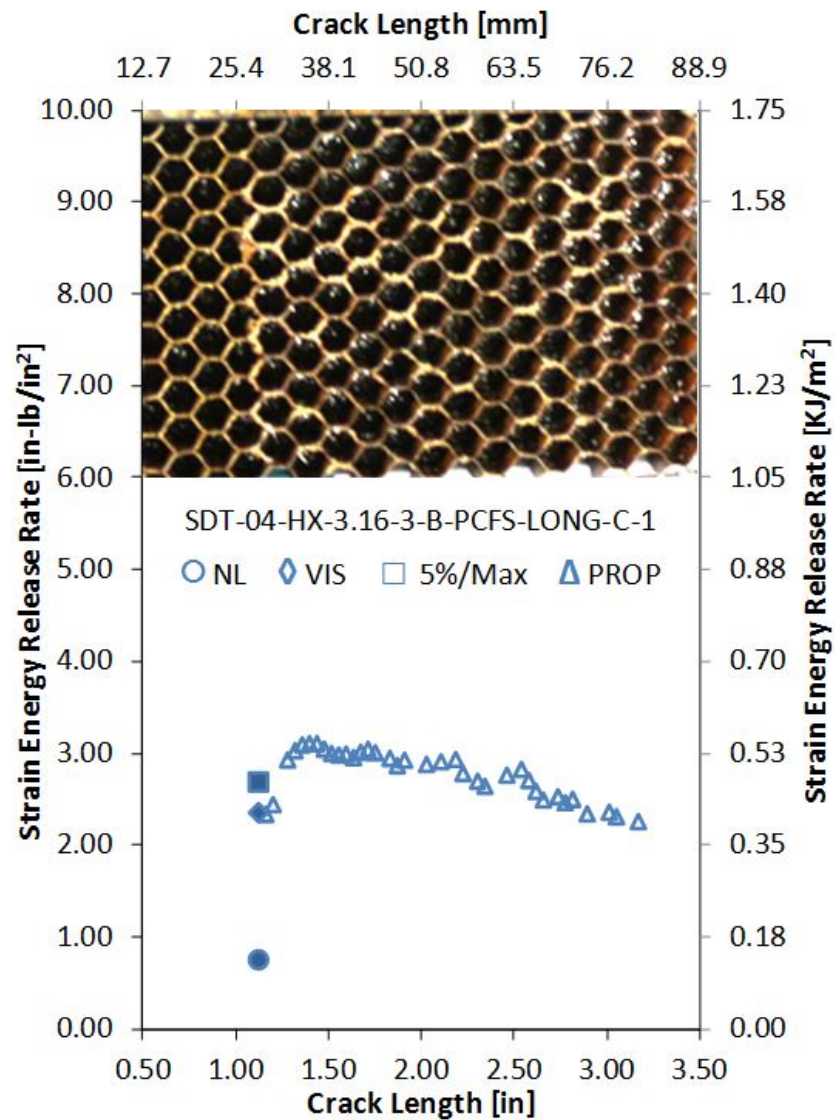 Crack Length [mm]
12.7 25.4 38.1 50.8 63.5 76.2 88.9
Strain Energy Release Rate [in-lb/in²]
10.00
9.00
8.00
7.00
6.00
5.00
4.00
3.00
2.00
1.00
0.00
SDT-04-HX-3.16-3-B-PCFS-LONG-C-1
NL VIS 5%/Max PROP
1.75
1.58
1.40
1.23
1.05
0.88
0.70
0.53
0.35
0.18
0.00
Strain Energy Release Rate [KJ/m²]
0.50 1.00 1.50 2.00 2.50 3.00 3.50
Crack Length [in]